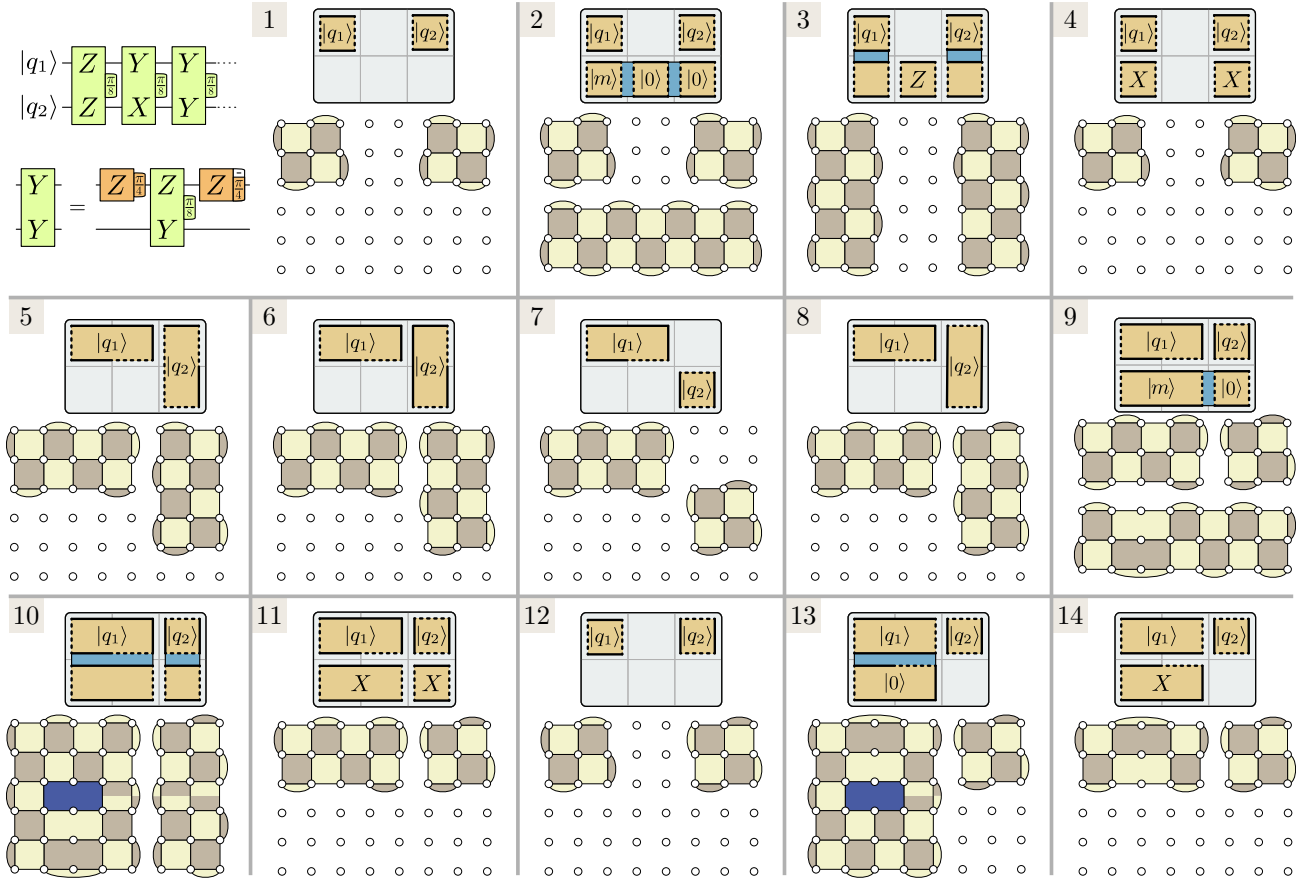 |q₁⟩ Z Y Y
π/8 π/8 π/8
|q₂⟩ Z X Y
Y Z π/4 Z Z -π/4
= π/8
Y Y
1
|q₁⟩ |q₂⟩
2
|q₁⟩ |q₂⟩
|m⟩ |0⟩ |0⟩
3
|q₁⟩ |q₂⟩
Z
4
|q₁⟩ |q₂⟩
X X
5
|q₁⟩
|q₂⟩
6
|q₁⟩
|q₂⟩
7
|q₁⟩
|q₂⟩
8
|q₁⟩
|q₂⟩
9
|q₁⟩ |q₂⟩
|m⟩ |0⟩
10
|q₁⟩ |q₂⟩
11
|q₁⟩ |q₂⟩
X X
12
|q₁⟩ |q₂⟩
13
|q₁⟩ |q₂⟩
|0⟩
14
|q₁⟩ |q₂⟩
X